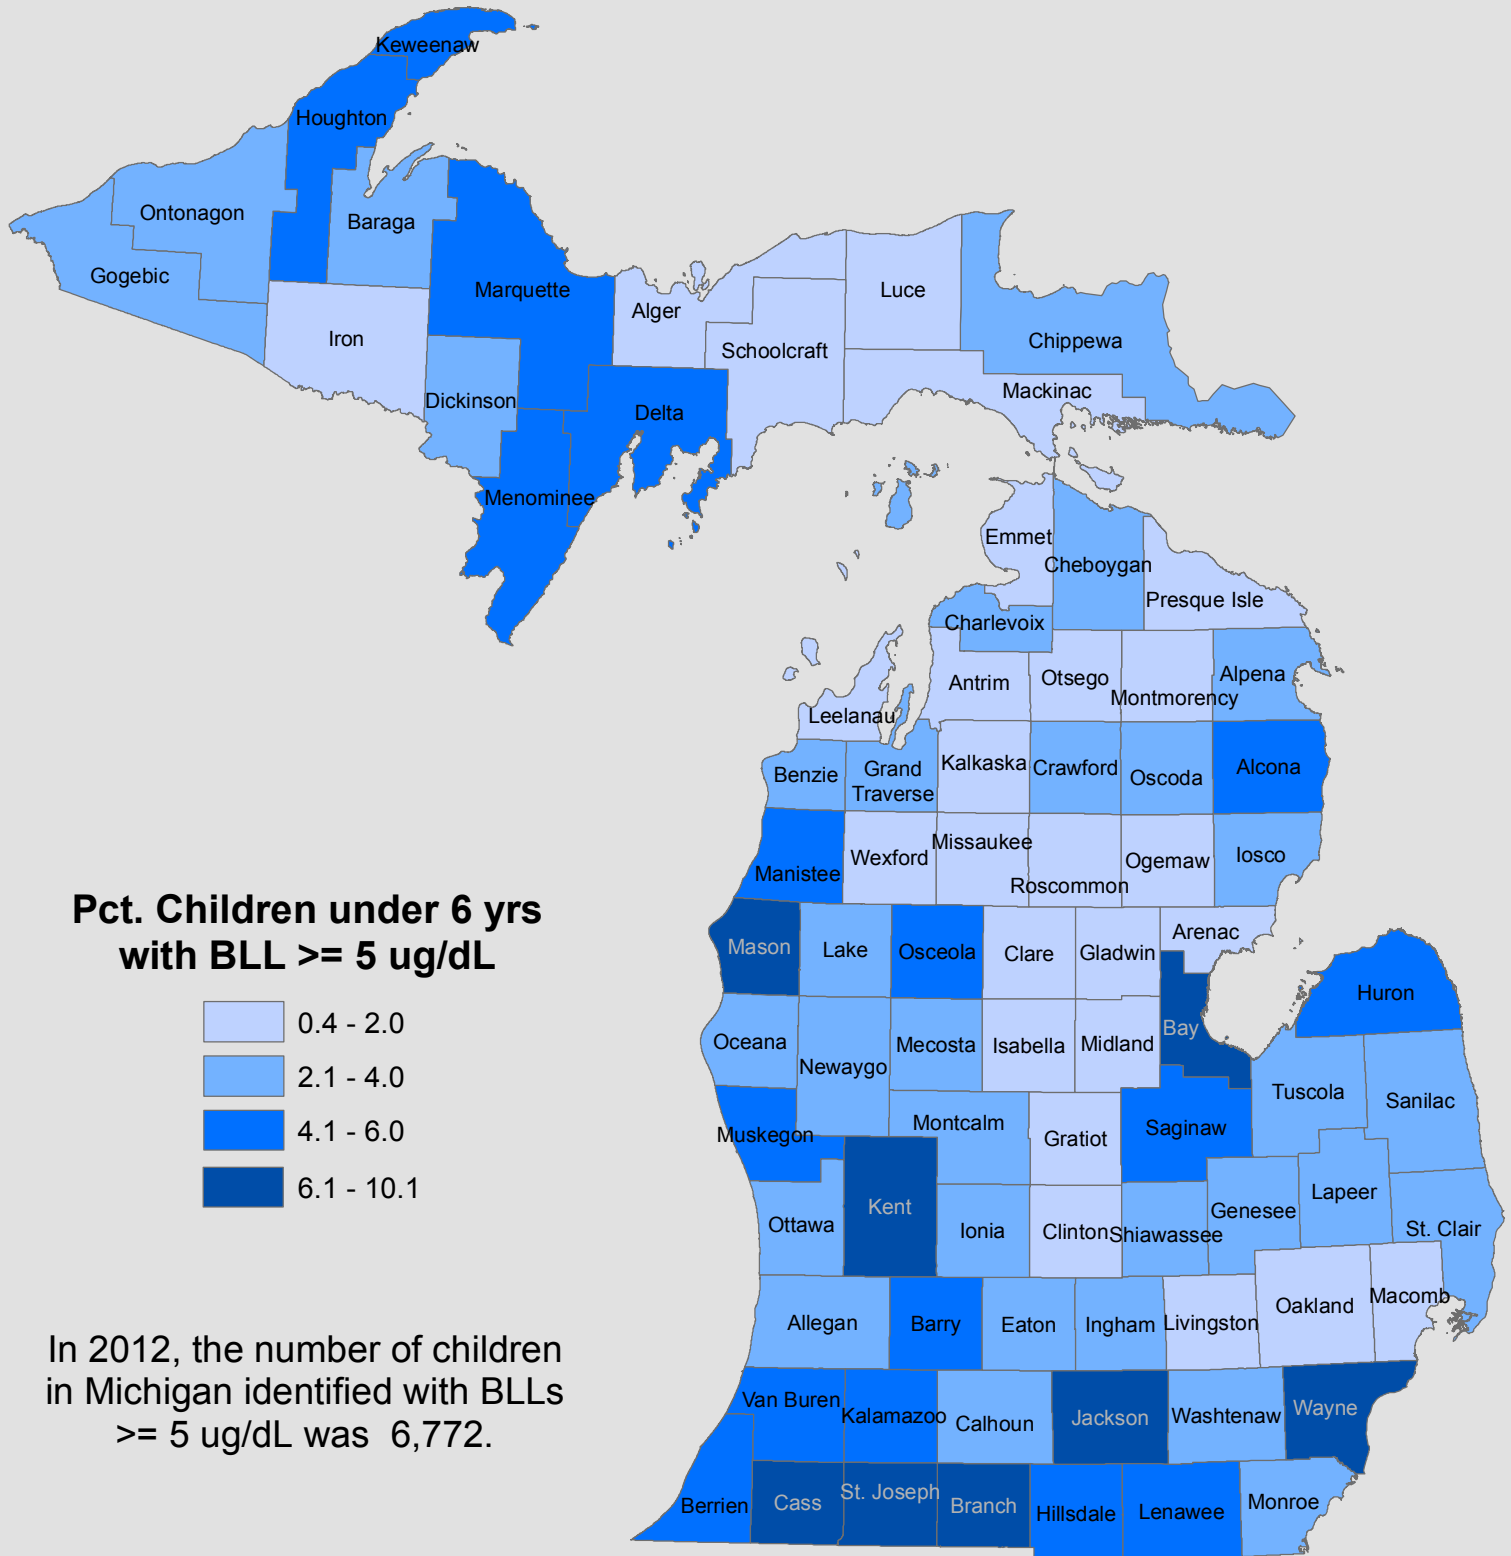 Keweenaw
Houghton
Ontonagon
Baraga
Gogebic
Marquette
Luce
Alger
Iron
Chippewa
Schoolcraft
Mackinac
Dickinson
Delta
Menominee
Emmet
Cheboygan
Presque Isle
Charlevoix
Alpena
Otsego
Antrim
Montmorency
Leelanau
Kalkaska
Crawford
Alcona
Benzie
Grand
Traverse
Oscoda
Missaukee
Wexford
Iosco
Ogemaw
Manistee
Roscommon
Pct. Children under 6 yrs
with BLL >= 5 ug/dL
0.4 - 2.0
2.1 - 4.0
4.1 - 6.0
6.1 - 10.1
Arenac
Mason
Lake
Osceola
Clare
Gladwin
Huron
Bay
Oceana
Mecosta
Isabella
Midland
Newaygo
Tuscola
Sanilac
Montcalm
Saginaw
Muskegon
Gratiot
Lapeer
Kent
Genesee
Ottawa
Ionia
Clinton
Shiawassee
St. Clair
Macomb
Oakland
Allegan
Barry
Eaton
Ingham
Livingston
In 2012, the number of children
in Michigan identified with BLLs
>= 5 ug/dL was 6,772.
Van Buren
Kalamazoo
Calhoun
Jackson
Washtenaw
Wayne
Berrien
Cass
St. Joseph
Branch
Hillsdale
Lenawee
Monroe